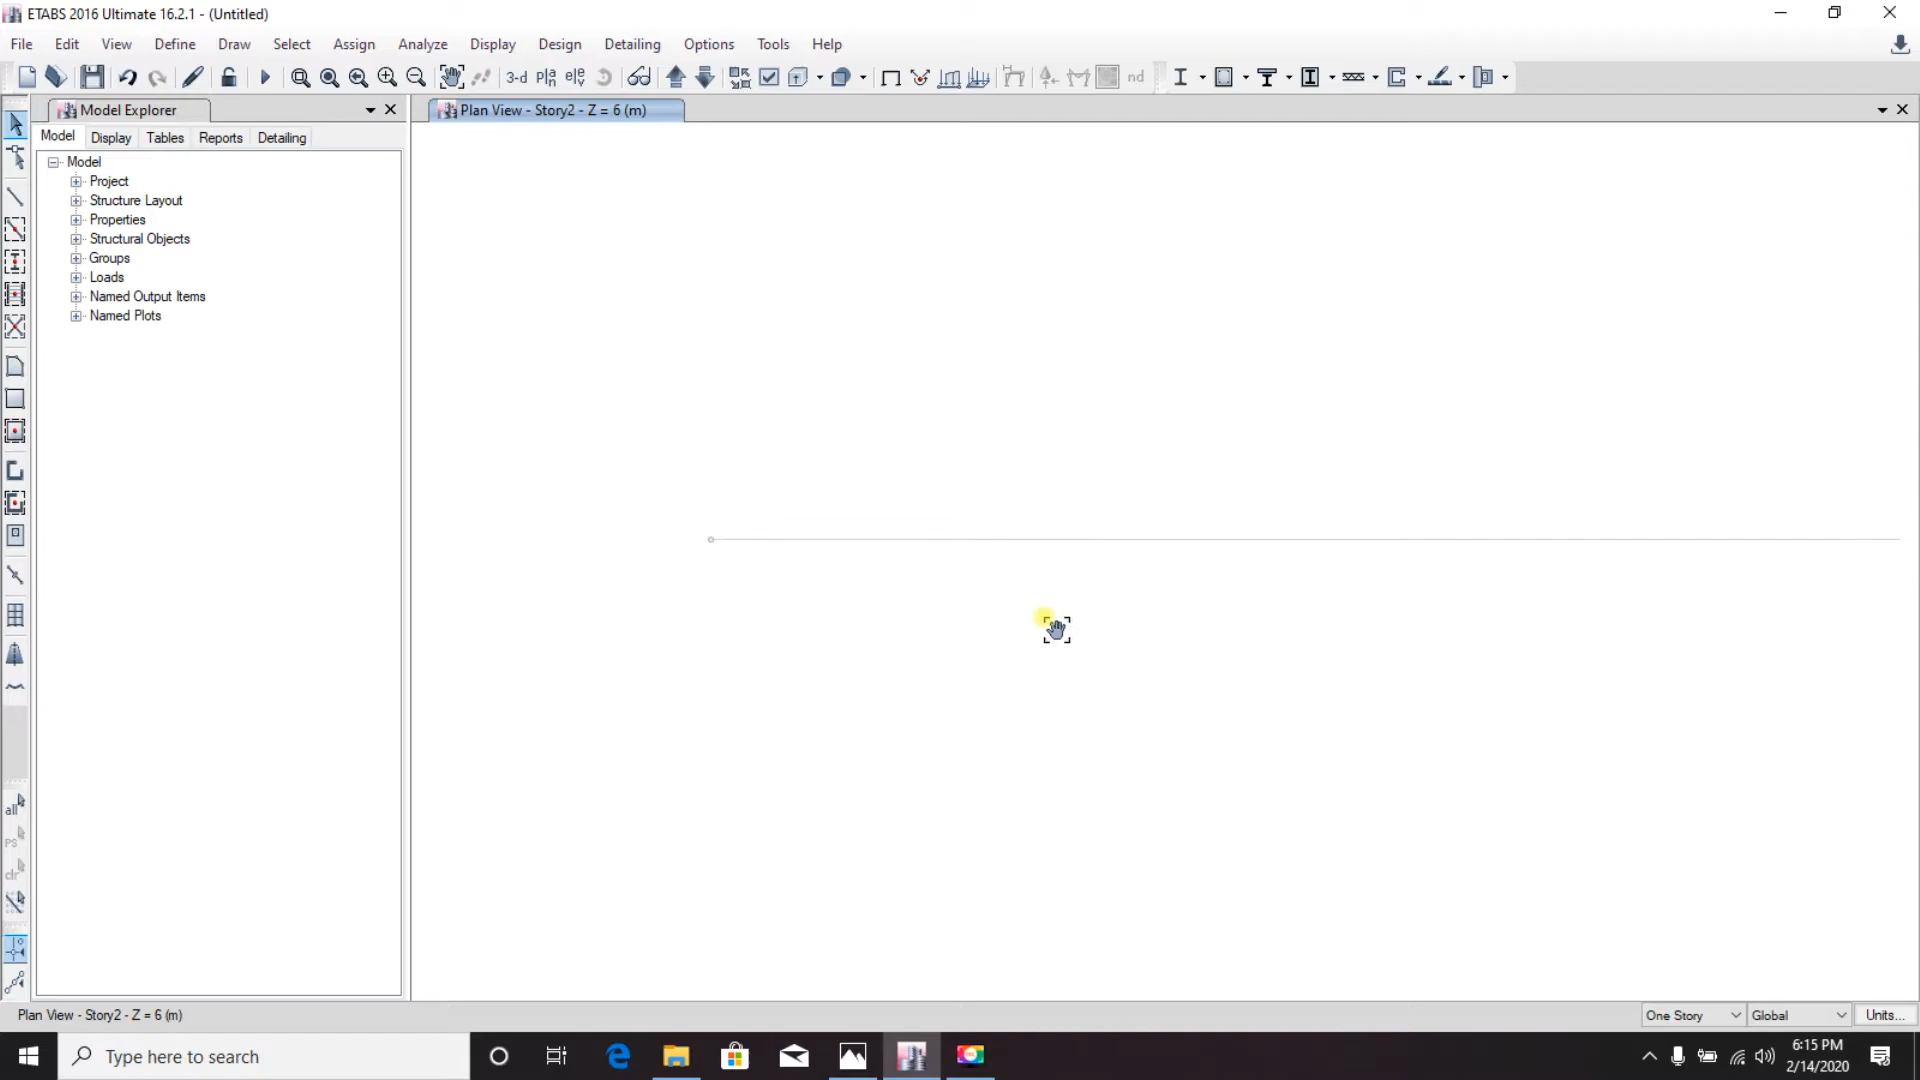 ETABS 2016 Ultimate 16.2.1 - (Untitled)
File Edit View Define Draw Select Assign Analyze Display Design Detailing Options Tools Help
3-d nd
Model Explorer
Plan View - Story2 - Z = 6 (m)
Model Display Tables Reports Detailing
Model
Project
Structure Layout
Properties
Structural Objects
Groups
Loads
Named Output Items
Named Plots
all
PS
clr
Plan View - Story2 - Z = 6 (m)
One Story Global Units...
Type here to search
6:15 PM
2/14/2020